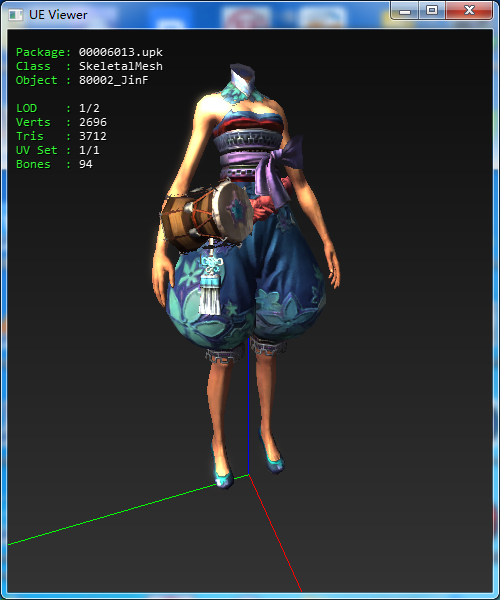 UE Viewer
Package: 00006013.upk
Class : SkeletalMesh
Object : 80002_JinF
LOD : 1/2
Verts : 2696
Tris : 3712
UV Set : 1/1
Bones : 94